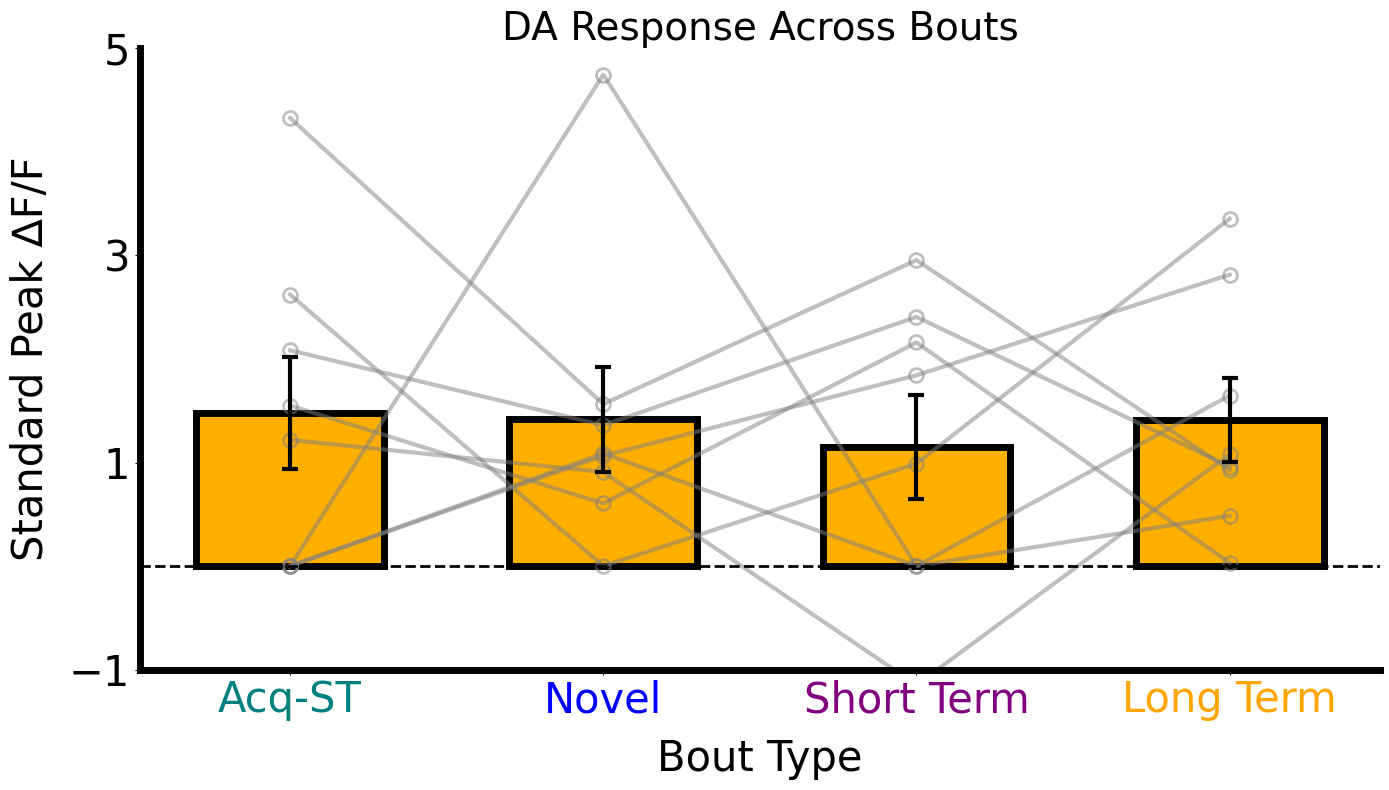 DA Response Across Bouts
Standard Peak ΔF/F
5
3
1
−1
Acq-ST
Novel
Short Term
Long Term
Bout Type